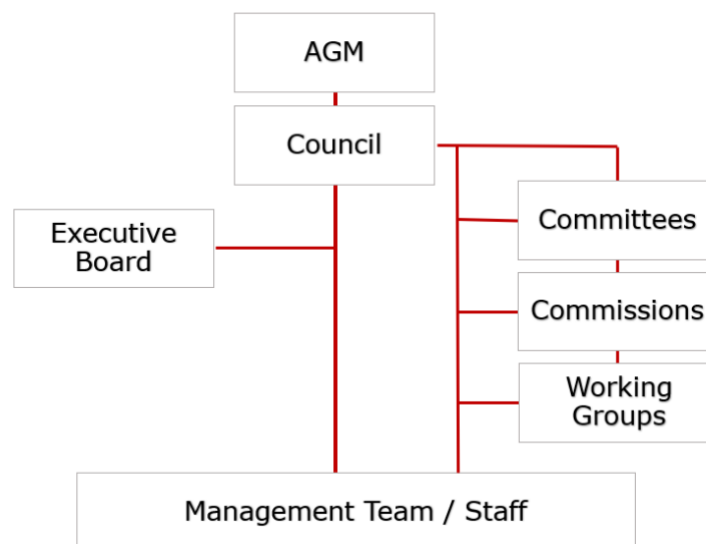 AGM
Council
Executive
Board
Committees
Commissions
Working
Groups
Management Team / Staff